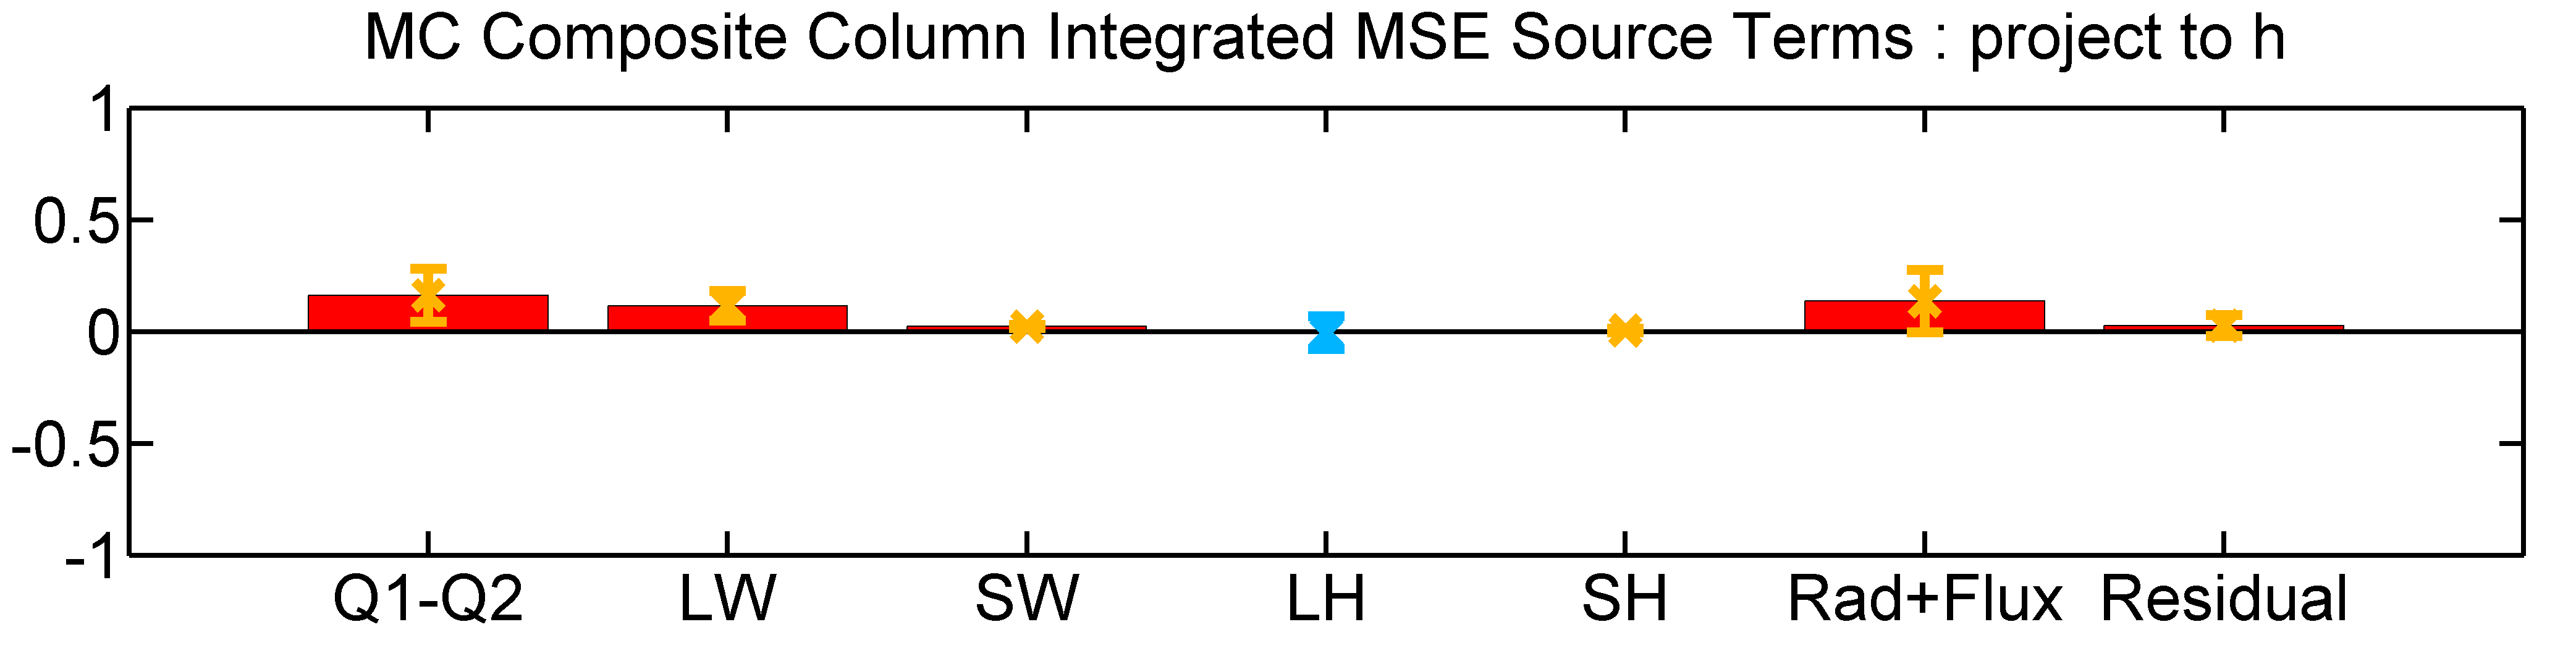 MC Composite Column Integrated MSE Source Terms : project to h
1
0.5
0
-0.5
-1
Q1-Q2 LW SW LH SH Rad+Flux Residual